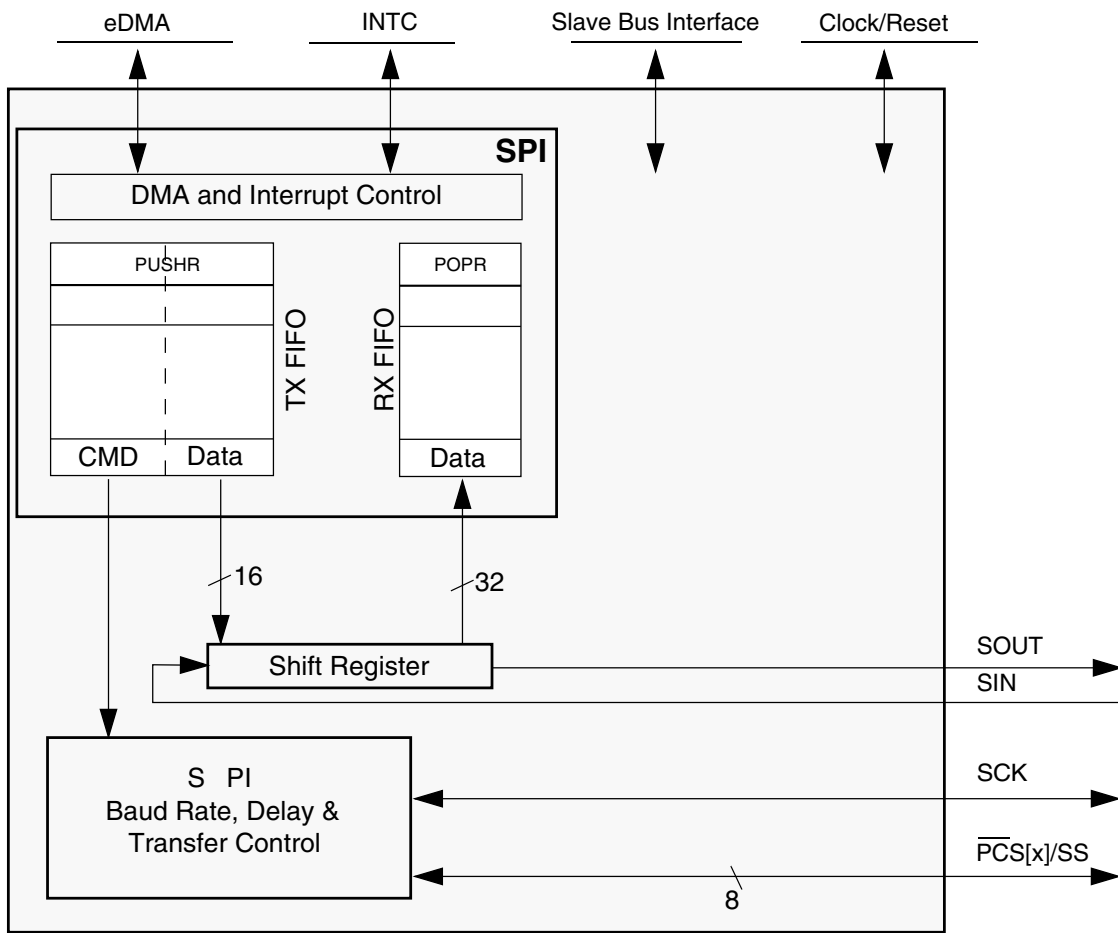 eDMA
INTC
Slave Bus Interface
Clock/Reset
SPI
DMA and Interrupt Control
PUSHR
POPR
TX FIFO
RX FIFO
CMD
Data
Data
16
32
Shift Register
SOUT
SIN
S PI
Baud Rate, Delay &
Transfer Control
SCK
PCS[x]/SS
8